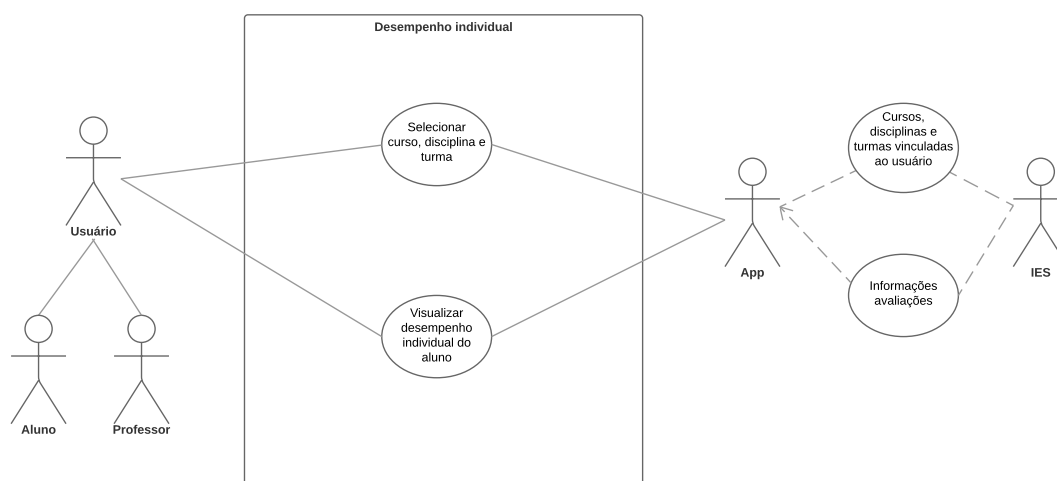 Desempenho individual
Selecionar
curso, disciplina e
turma
Cursos,
disciplinas e
turmas vinculadas
ao usuário
Usuário
App
IES
Informações
avaliações
Visualizar
desempenho
individual do
aluno
Aluno
Professor